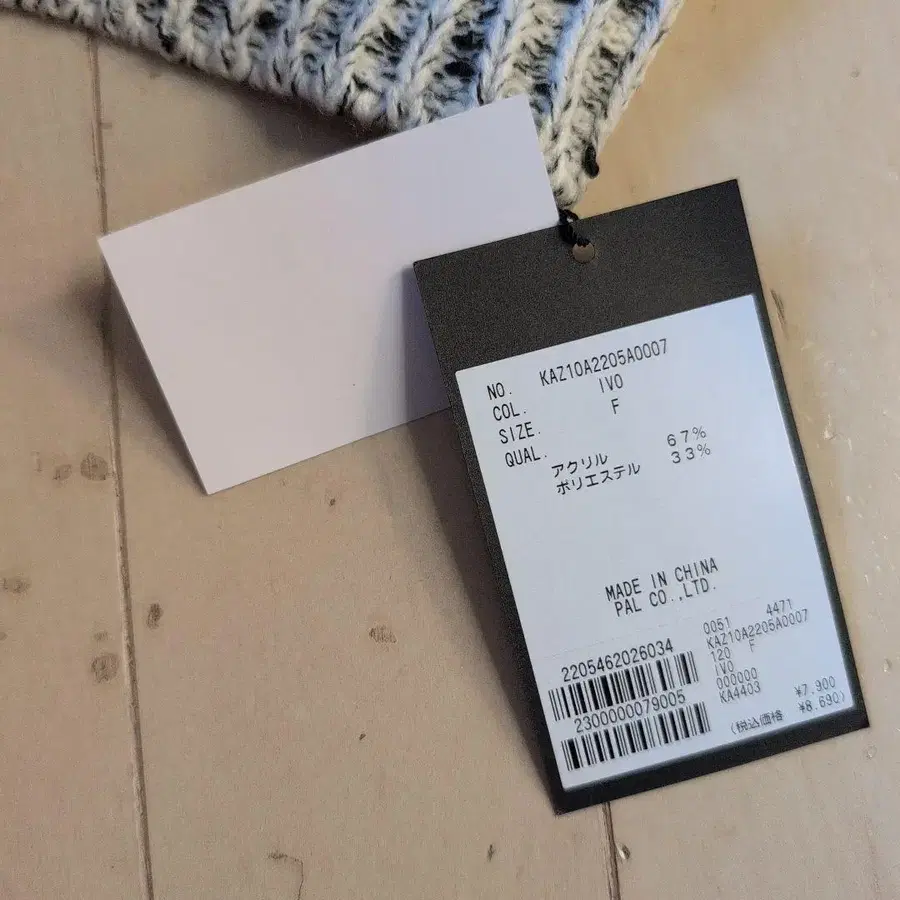 NO. KAZ10A2205A0007
COL. IVO
SIZE. F
QUAL.
アクリル 67%
ポリエステル 33%
MADE IN CHINA
PAL CO.,LTD.
2205462026034
2300000079005
0051 4471
KAZ10A2205A0007
120 F
IVO
000000
KA4403
¥7,900
(税込価格 ¥8,690)